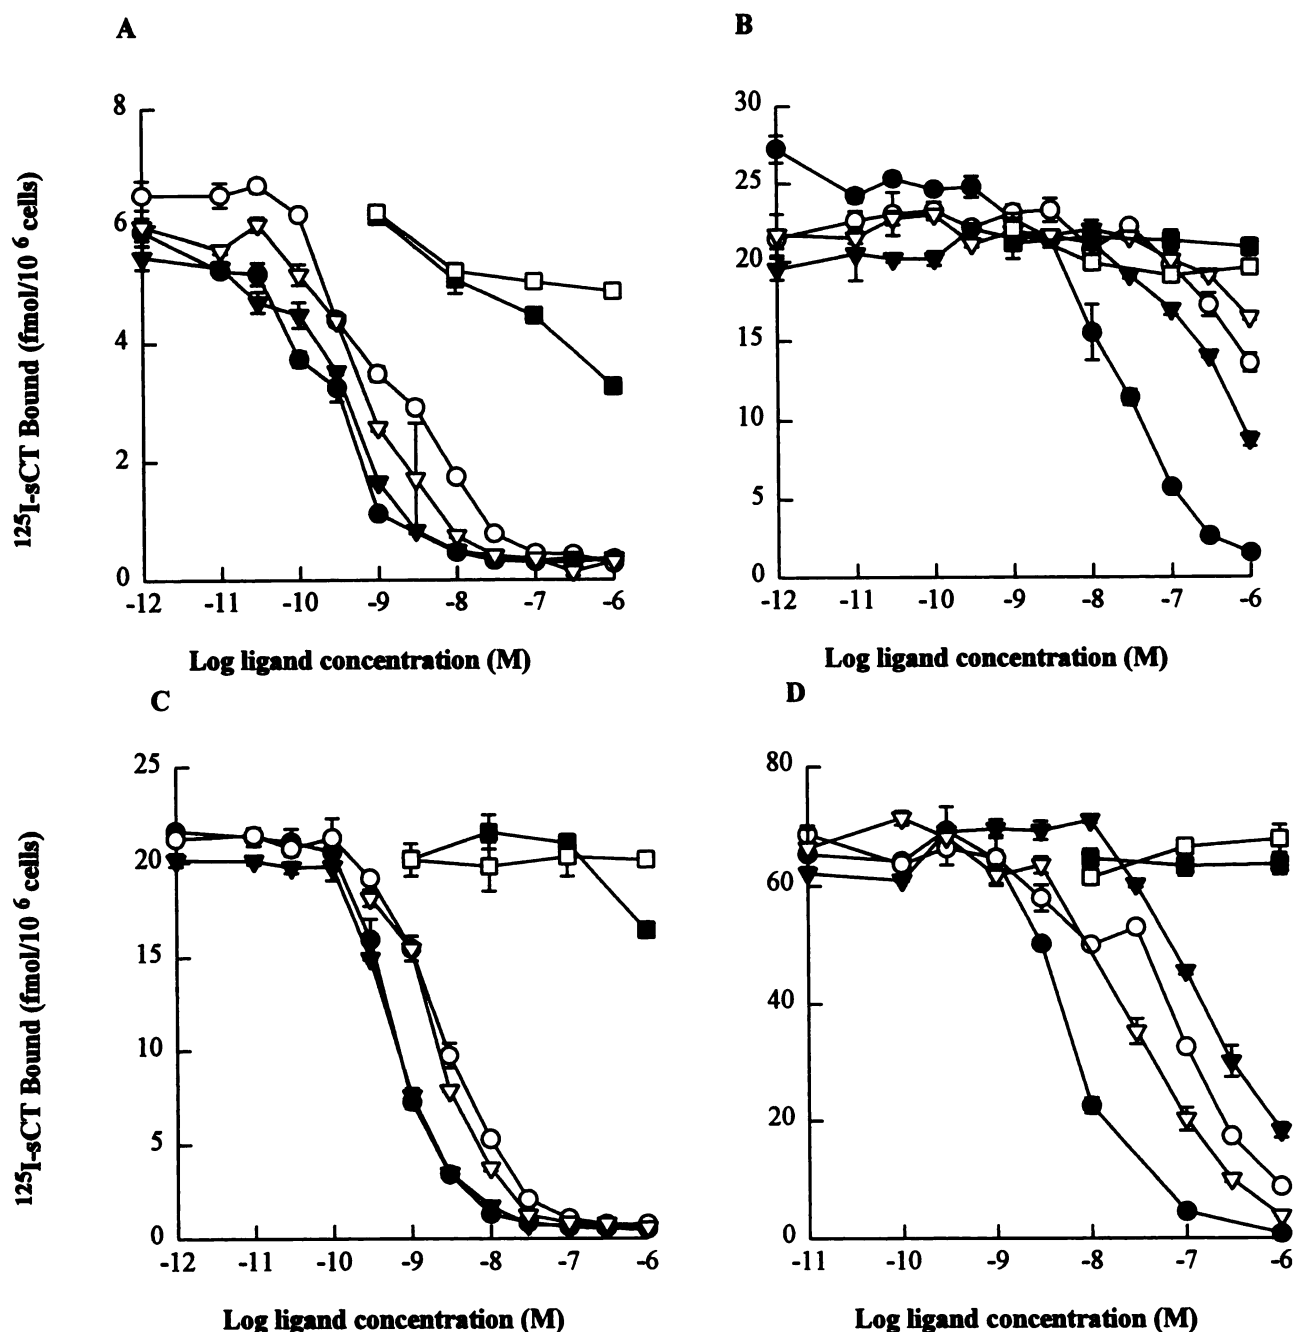 A
8
6
4
2
0
-12 -11 -10 -9 -8 -7 -6
Log ligand concentration (M)
125I-sCT Bound (fmol/10 6 cells)
B
30
25
20
15
10
5
0
-12 -11 -10 -9 -8 -7 -6
Log ligand concentration (M)
C
25
20
15
10
5
0
-12 -11 -10 -9 -8 -7 -6
Log ligand concentration (M)
125I-sCT Bound (fmol/10 6 cells)
D
80
60
40
20
0
-11 -10 -9 -8 -7 -6
Log ligand concentration (M)